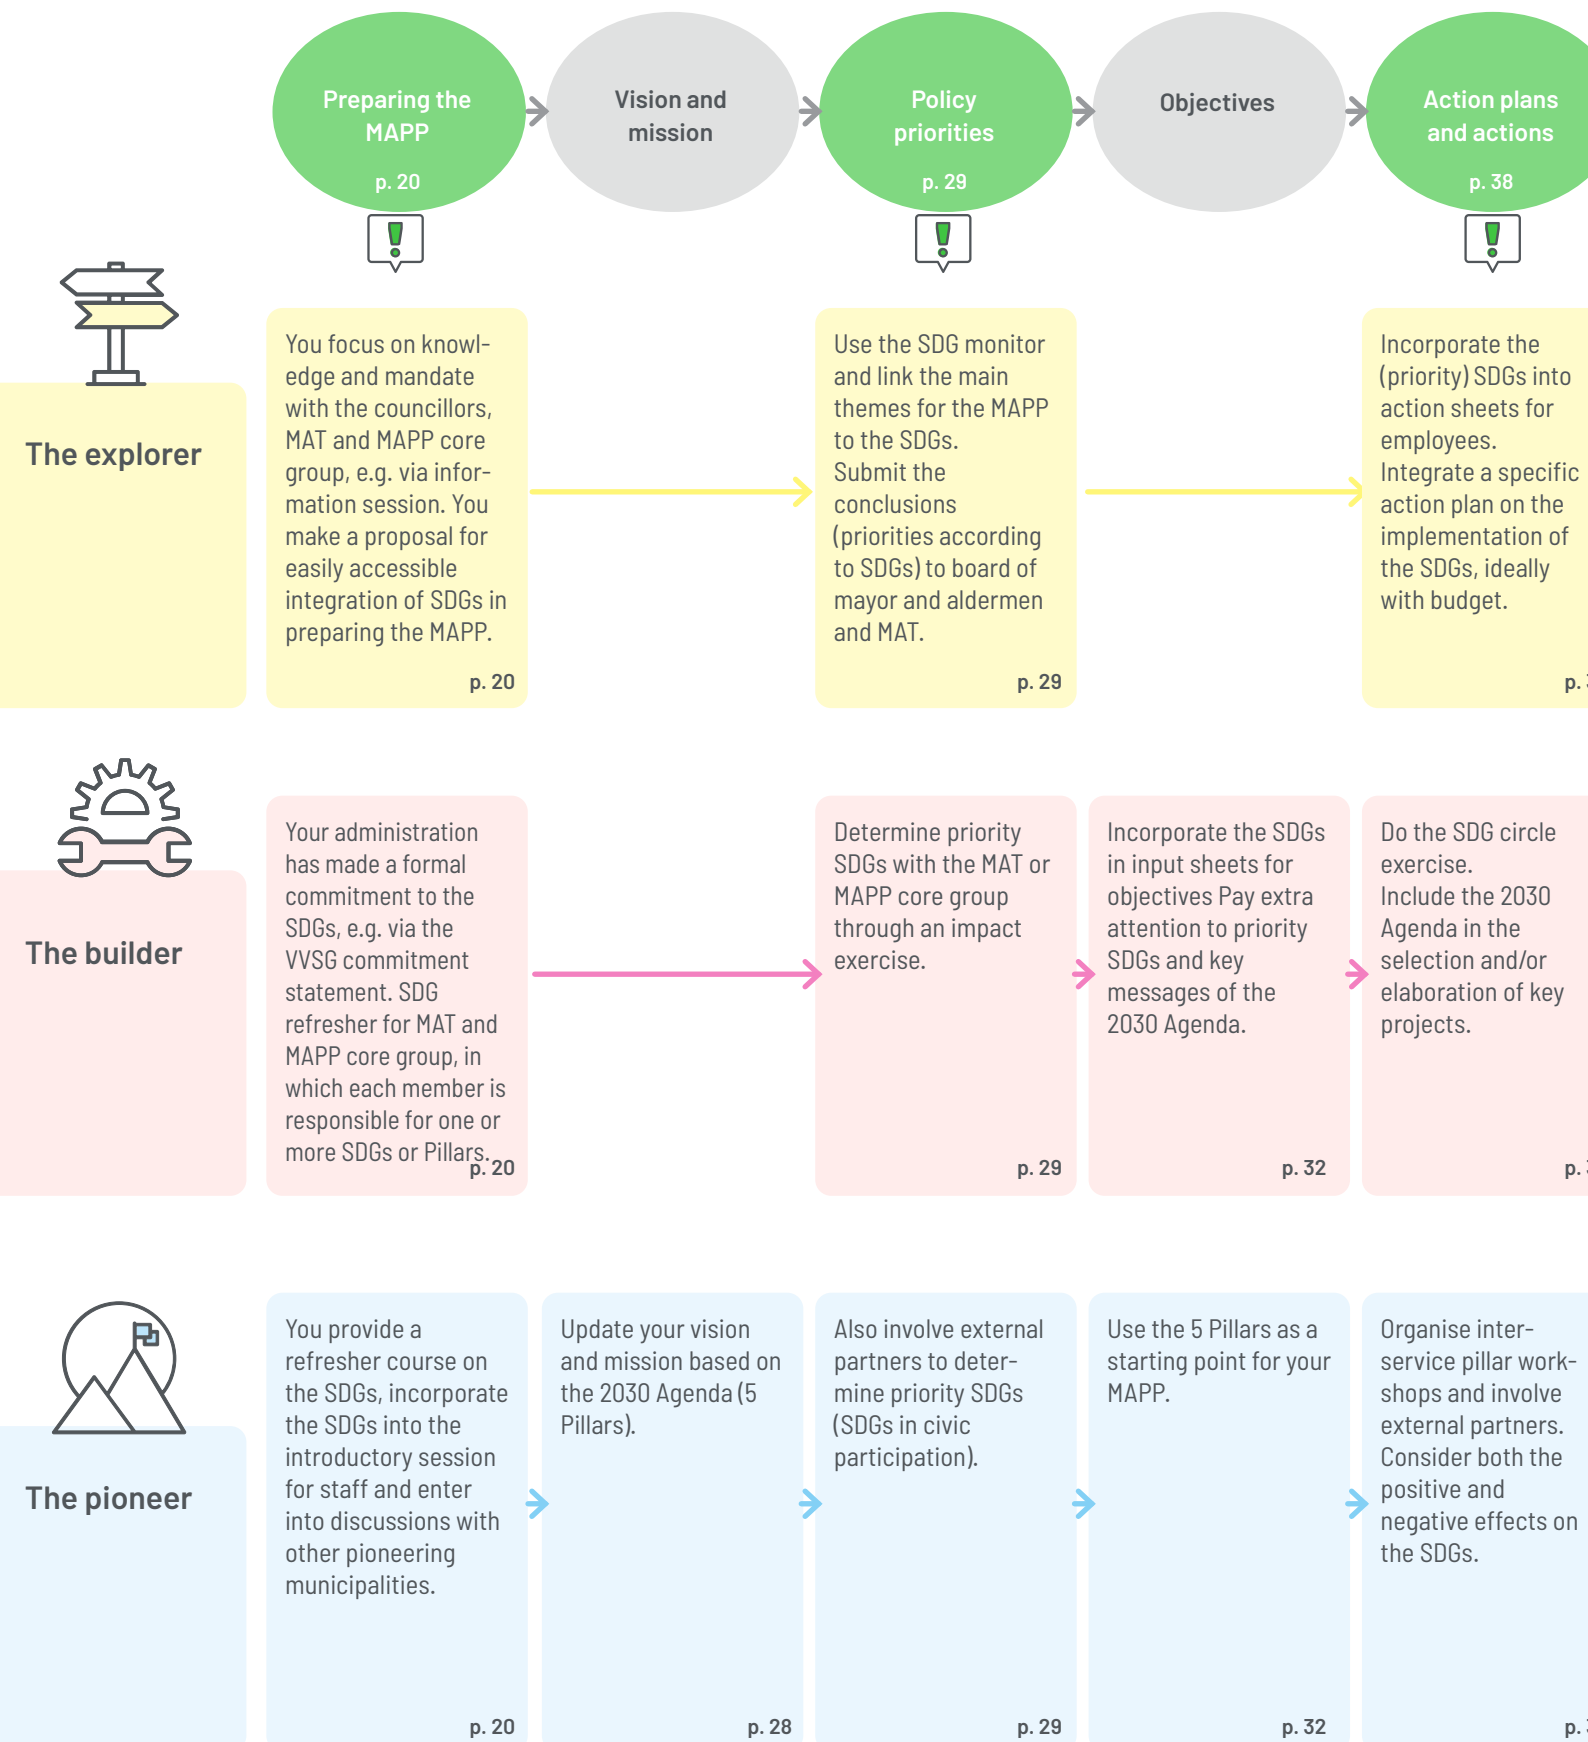 Preparing the
MAPP
p. 20
Vision and
mission
Policy
priorities
p. 29
Objectives
Action plans
and actions
p. 38
The explorer
You focus on knowl-
edge and mandate
with the councillors,
MAT and MAPP core
group, e.g. via infor-
mation session. You
make a proposal for
easily accessible
integration of SDGs in
preparing the MAPP.
p. 20
Use the SDG monitor
and link the main
themes for the MAPP
to the SDGs.
Submit the
conclusions
(priorities according
to SDGs) to board of
mayor and aldermen
and MAT.
p. 29
Incorporate the
(priority) SDGs into
action sheets for
employees.
Integrate a specific
action plan on the
implementation of
the SDGs, ideally
with budget.
p.
The builder
Your administration
has made a formal
commitment to the
SDGs, e.g. via the
VVSG commitment
statement. SDG
refresher for MAT and
MAPP core group, in
which each member is
responsible for one or
more SDGs or Pillars.
p. 20
Determine priority
SDGs with the MAT or
MAPP core group
through an impact
exercise.
p. 29
Incorporate the SDGs
in input sheets for
objectives Pay extra
attention to priority
SDGs and key
messages of the
2030 Agenda.
p. 32
Do the SDG circle
exercise.
Include the 2030
Agenda in the
selection and/or
elaboration of key
projects.
p.
The pioneer
You provide a
refresher course on
the SDGs, incorporate
the SDGs into the
introductory session
for staff and enter
into discussions with
other pioneering
municipalities.
p. 20
Update your vision
and mission based on
the 2030 Agenda (5
Pillars).
p. 28
Also involve external
partners to deter-
mine priority SDGs
(SDGs in civic
participation).
p. 29
Use the 5 Pillars as a
starting point for your
MAPP.
p. 32
Organise inter-
service pillar work-
shops and involve
external partners.
Consider both the
positive and
negative effects on
the SDGs.
p.